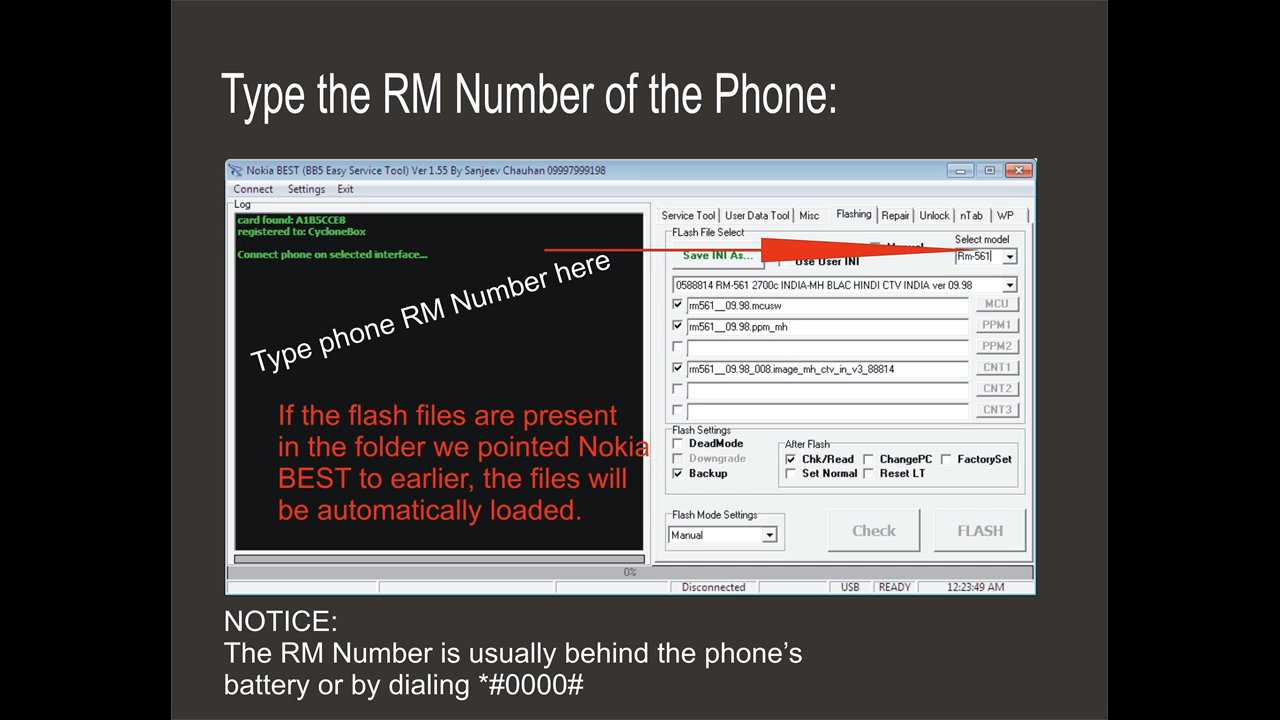 Type the RM Number of the Phone:
Nokia BEST (BB5 Easy Service Tool) Ver 1.55 By Sanjeev Chauhan 09997999198
Connect Settings Exit
Log
card found: A1B5CCE8
registered to: CycloneBox
Connect phone on selected interface...
Type phone RM Number here
If the flash files are present
in the folder we pointed Nokia
BEST to earlier, the files will
be automatically loaded.
Service Tool User Data Tool Misc Flashing Repair Unlock nTab WP
FLash File Select
Save INI As...
Manual
Use User INI
Select model
Rm-561
0588814 RM-561 2700c INDIA-MH BLAC HINDI CTV INDIA ver 09.98
rm561__09.98.mcusw MCU
rm561__09.98.ppm_mh PPM1
PPM2
rm561__09.98_008.image_mh_ctv_in_v3_88814 CNT1
CNT2
CNT3
Flash Settings
DeadMode
Downgrade
Backup
After Flash
Chk/Read ChangePC FactorySet
Set Normal Reset LT
Flash Mode Settings
Manual
Check FLASH
0%
Disconnected USB READY 12:23:49 AM
NOTICE:
The RM Number is usually behind the phone's
battery or by dialing *#0000#